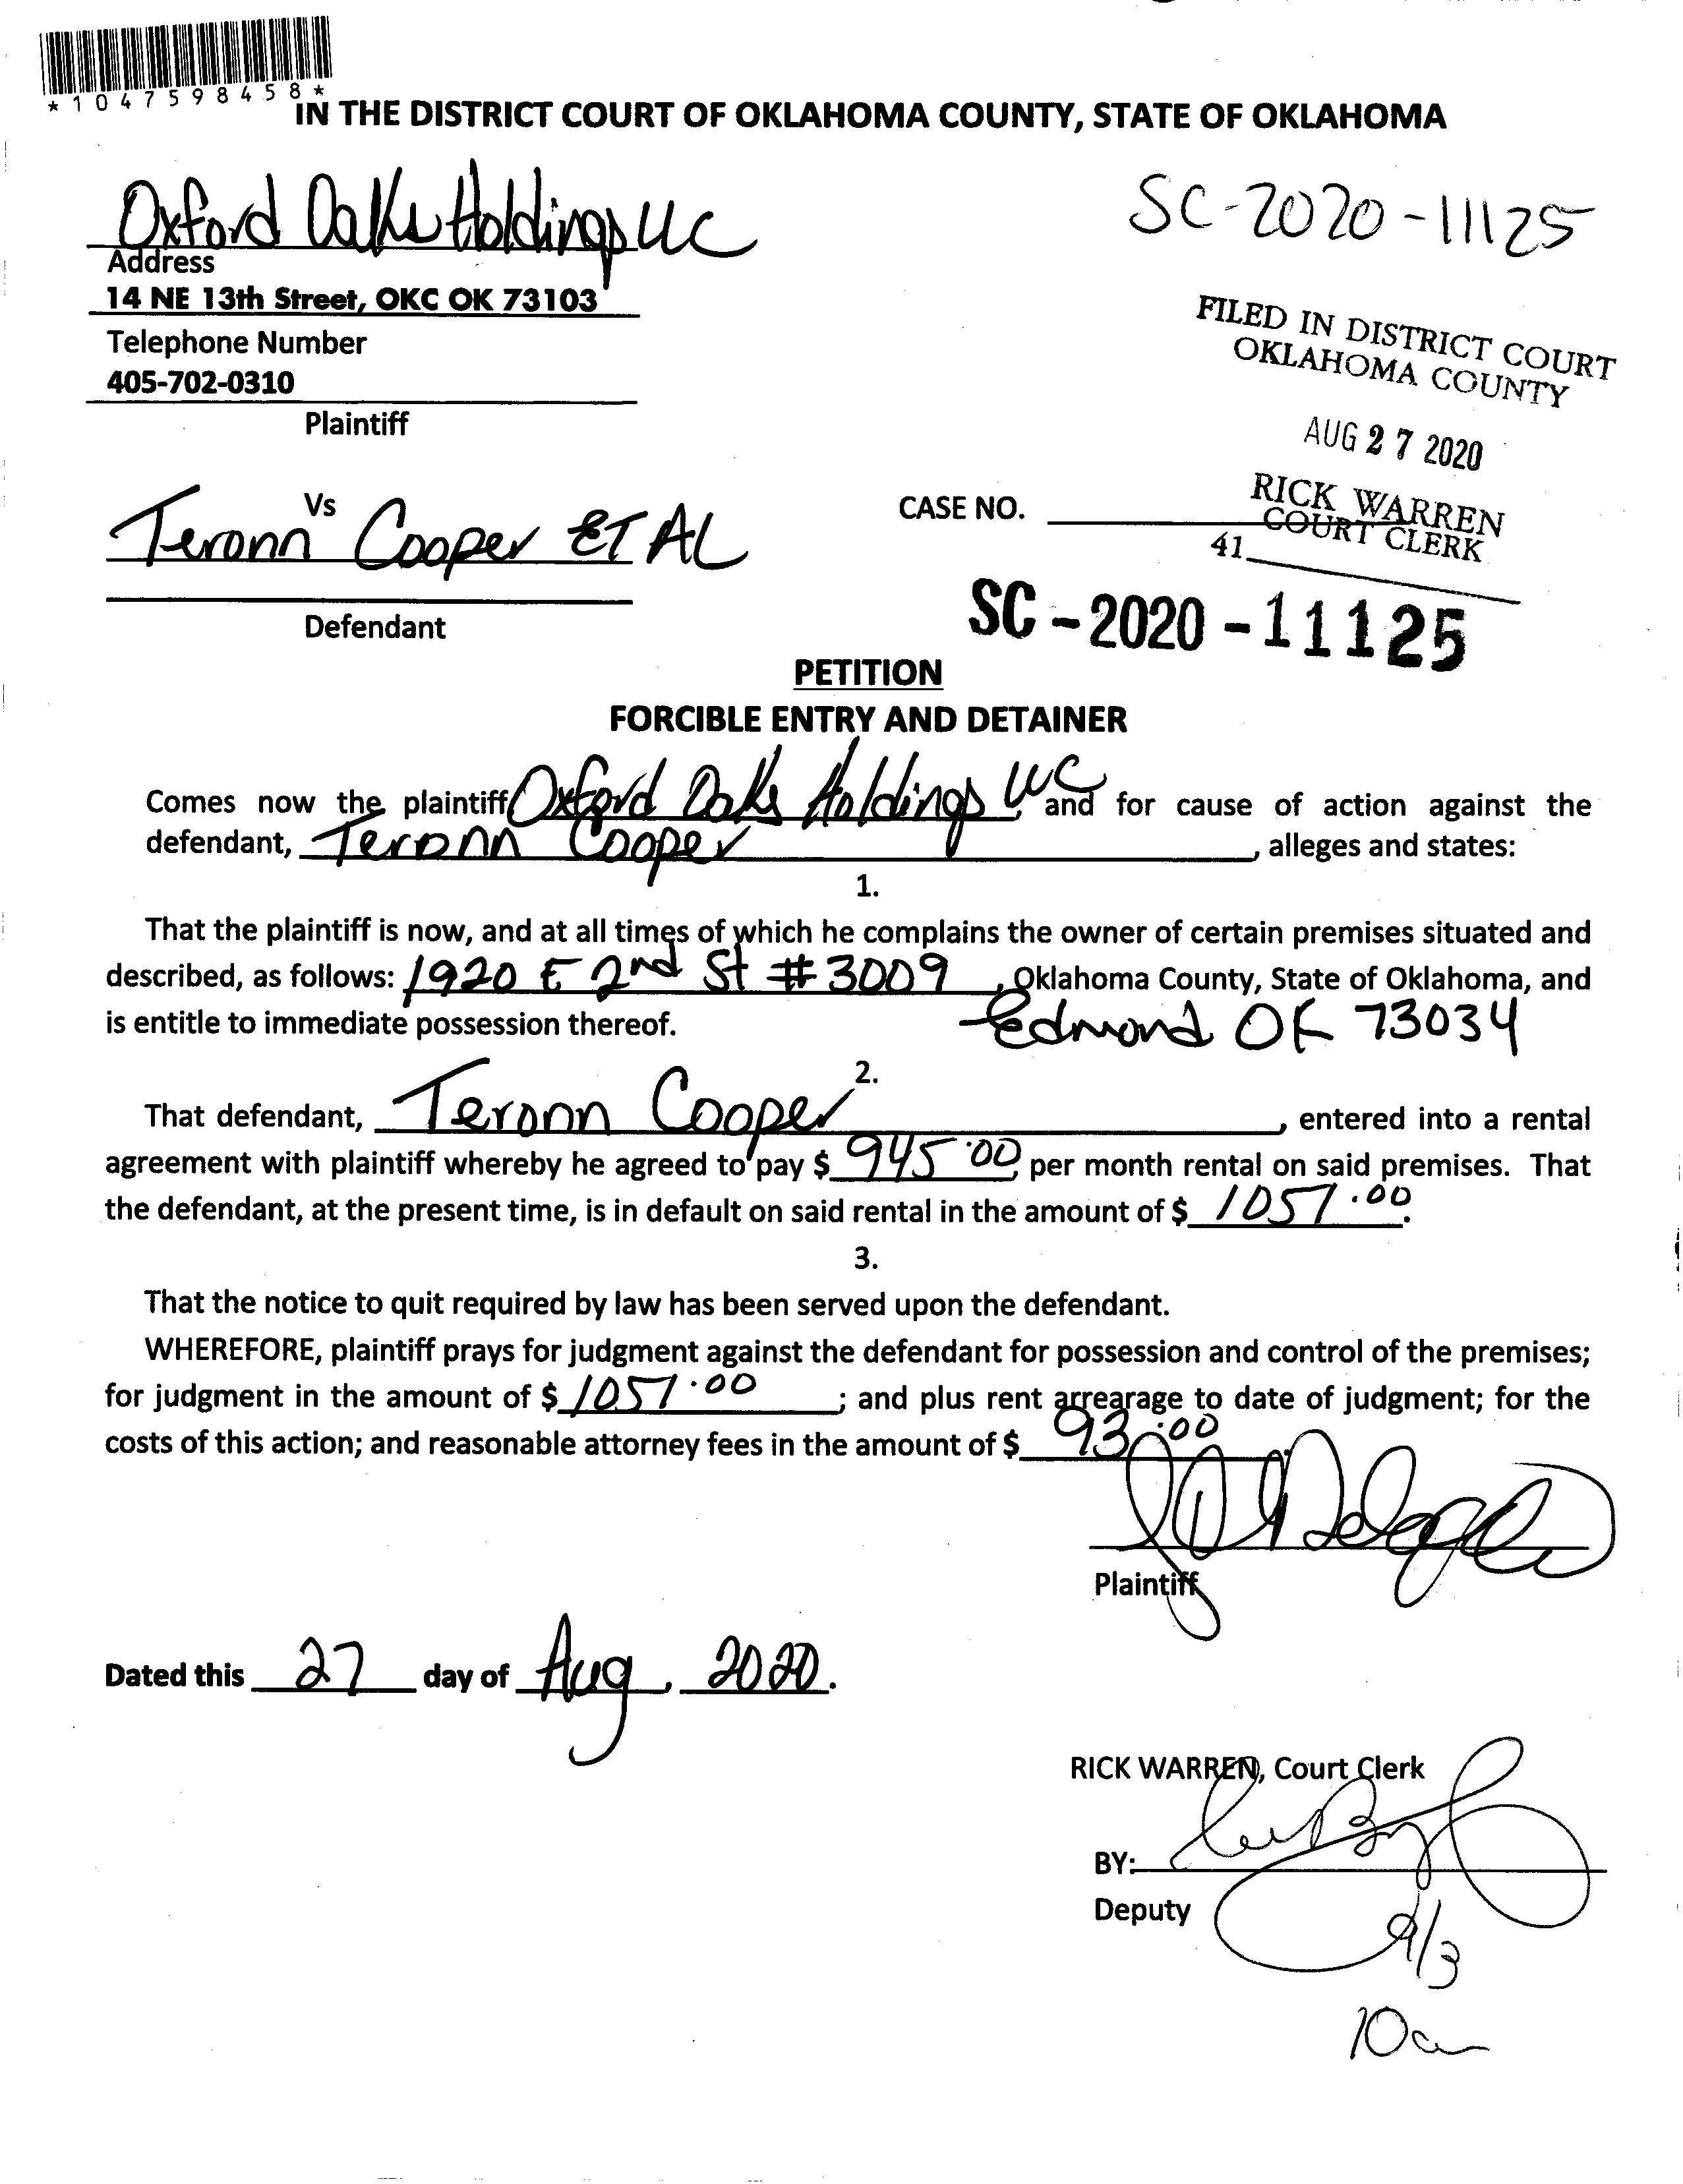 *1047598458*
IN THE DISTRICT COURT OF OKLAHOMA COUNTY, STATE OF OKLAHOMA
Oxford Oaks Holdings LLC
SC-2020-11125
Address
14 NE 13th Street, OKC OK 73103
Telephone Number
405-702-0310
Plaintiff
FILED IN DISTRICT COURT
OKLAHOMA COUNTY
AUG 27 2020
RICK WARREN
COURT CLERK
41
Vs
Teronn Cooper ET AL
Defendant
CASE NO.
SC-2020-11125
PETITION
FORCIBLE ENTRY AND DETAINER
Comes now the plaintiff Oxford Oaks Holdings LLC, and for cause of action against the
defendant, Teronn Cooper, alleges and states:
1.
That the plaintiff is now, and at all times of which he complains the owner of certain premises situated and
described, as follows: 1920 E 2nd St #3009, Oklahoma County, State of Oklahoma, and
is entitle to immediate possession thereof. Edmond OK 73034
2.
That defendant, Teronn Cooper, entered into a rental
agreement with plaintiff whereby he agreed to pay $ 945.00, per month rental on said premises. That
the defendant, at the present time, is in default on said rental in the amount of $ 1057.00.
3.
That the notice to quit required by law has been served upon the defendant.
WHEREFORE, plaintiff prays for judgment against the defendant for possession and control of the premises;
for judgment in the amount of $ 1057.00; and plus rent arrearage to date of judgment; for the
costs of this action; and reasonable attorney fees in the amount of $ 93.00.
Plaintiff
Dated this 27 day of Aug, 2020.
RICK WARREN, Court Clerk
BY:
Deputy
9/3
10am